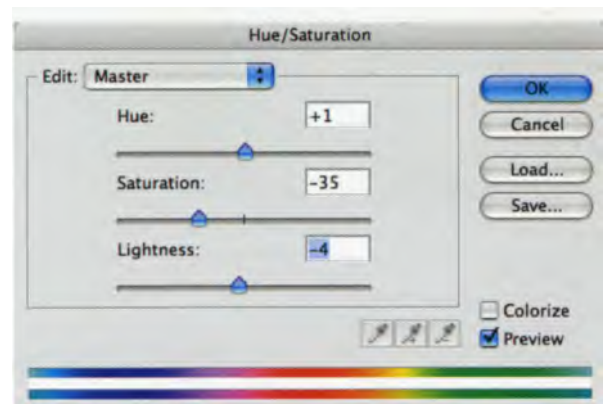 Hue/Saturation
Edit: Master
OK
Hue: +1
Cancel
Load...
Saturation: -35
Save...
Lightness: -4
Colorize
Preview